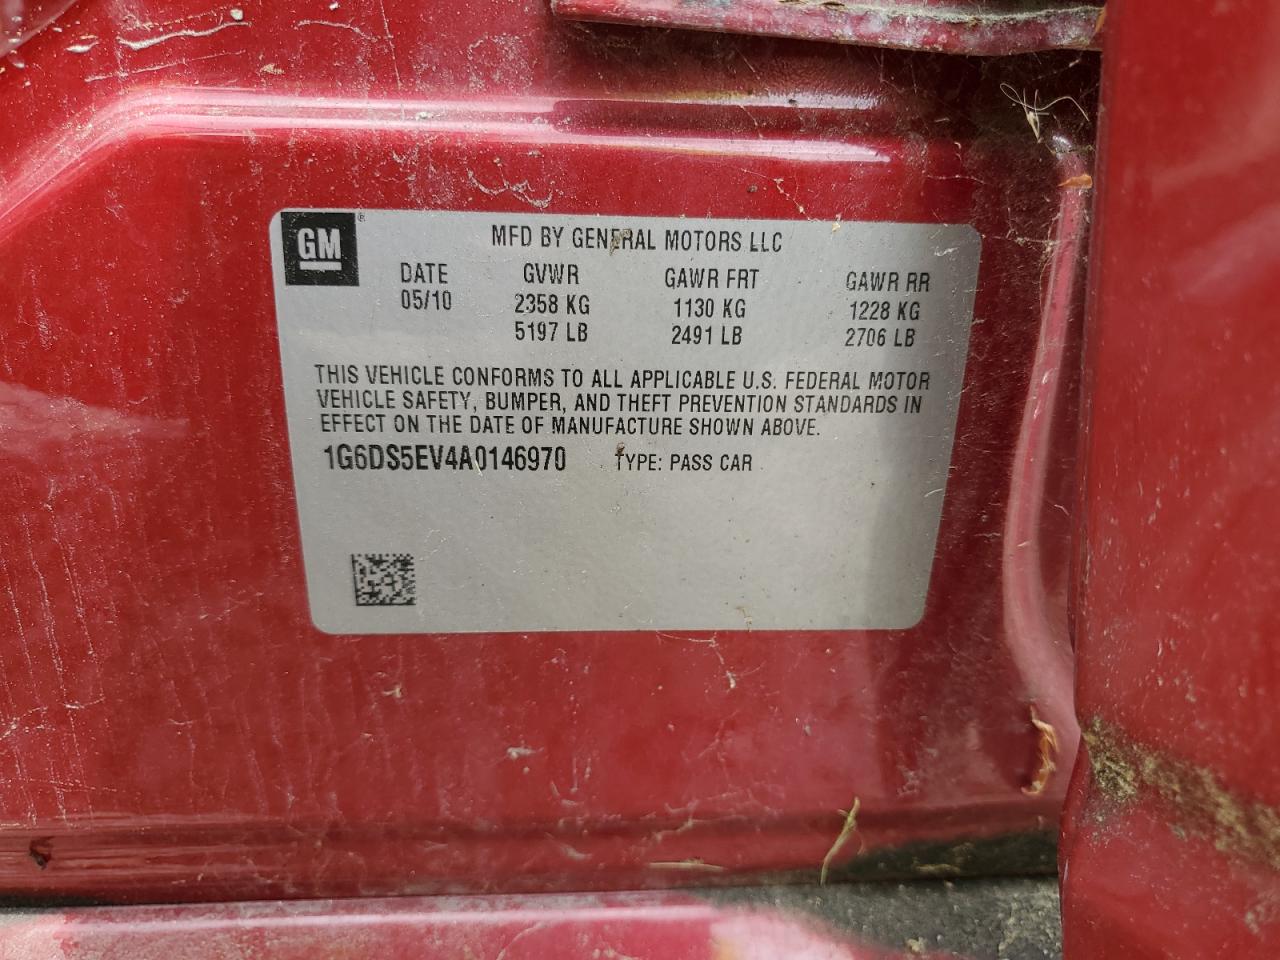 GM
MFD BY GENERAL MOTORS LLC
DATE GVWR GAWR FRT GAWR RR
05/10 2358 KG 1130 KG 1228 KG
5197 LB 2491 LB 2706 LB
THIS VEHICLE CONFORMS TO ALL APPLICABLE U.S. FEDERAL MOTOR
VEHICLE SAFETY, BUMPER, AND THEFT PREVENTION STANDARDS IN
EFFECT ON THE DATE OF MANUFACTURE SHOWN ABOVE.
1G6DS5EV4A0146970 TYPE: PASS CAR